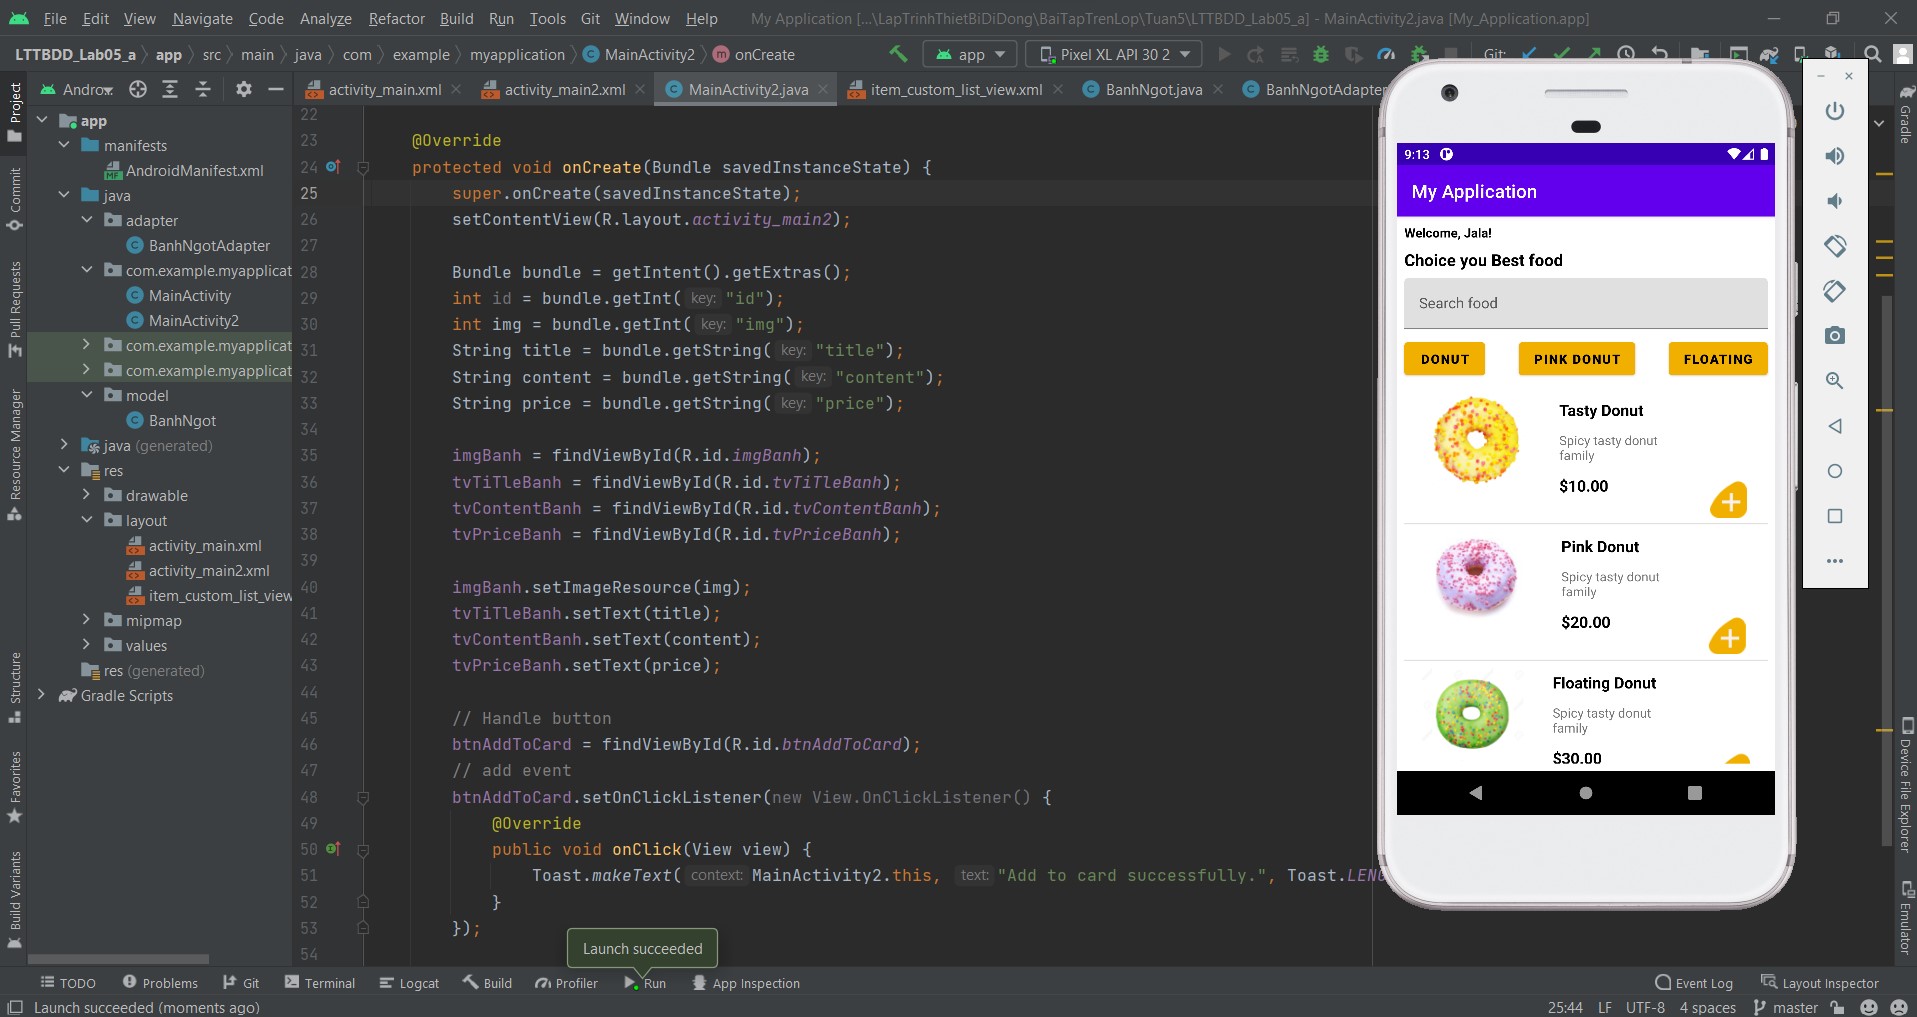 File Edit View Navigate Code Analyze Refactor Build Run Tools Git Window Help My Application [...\LapTrinhThietBiDiDong\BaiTapTrenLop\Tuan5\LTTBDD_Lab05_a] - MainActivity2.java [My_Application.app]
LTTBDD_Lab05_a app src main java com example myapplication MainActivity2 onCreate app Pixel XL API 30 2 Git:
Project
Commit
Pull Requests
Resource Manager
Structure
Favorites
Build Variants
Andro
app
manifests
AndroidManifest.xml
java
adapter
BanhNgotAdapter
com.example.myapplicat
MainActivity
MainActivity2
com.example.myapplicat
com.example.myapplicat
model
BanhNgot
java (generated)
res
drawable
layout
activity_main.xml
activity_main2.xml
item_custom_list_view
mipmap
values
res (generated)
Gradle Scripts
activity_main.xml activity_main2.xml MainActivity2.java item_custom_list_view.xml BanhNgot.java BanhNgotAdapter
22
23 @Override
24 protected void onCreate(Bundle savedInstanceState) {
25 super.onCreate(savedInstanceState);
26 setContentView(R.layout.activity_main2);
27
28 Bundle bundle = getIntent().getExtras();
29 int id = bundle.getInt( key: "id");
30 int img = bundle.getInt( key: "img");
31 String title = bundle.getString( key: "title");
32 String content = bundle.getString( key: "content");
33 String price = bundle.getString( key: "price");
34
35 imgBanh = findViewById(R.id.imgBanh);
36 tvTiTleBanh = findViewById(R.id.tvTiTleBanh);
37 tvContentBanh = findViewById(R.id.tvContentBanh);
38 tvPriceBanh = findViewById(R.id.tvPriceBanh);
39
40 imgBanh.setImageResource(img);
41 tvTiTleBanh.setText(title);
42 tvContentBanh.setText(content);
43 tvPriceBanh.setText(price);
44
45 // Handle button
46 btnAddToCard = findViewById(R.id.btnAddToCard);
47 // add event
48 btnAddToCard.setOnClickListener(new View.OnClickListener() {
49 @Override
50 public void onClick(View view) {
51 Toast.makeText( context: MainActivity2.this, text: "Add to card successfully.", Toast.LENG
52 }
53 });
54
9:13
My Application
Welcome, Jala!
Choice you Best food
Search food
DONUT PINK DONUT FLOATING
Tasty Donut
Spicy tasty donut
family
$10.00
Pink Donut
Spicy tasty donut
family
$20.00
Floating Donut
Spicy tasty donut
family
$30.00
Gradle
Device File Explorer
Emulator
Launch succeeded
TODO Problems Git Terminal Logcat Build Profiler Run App Inspection Event Log Layout Inspector
Launch succeeded (moments ago) 25:44 LF UTF-8 4 spaces master